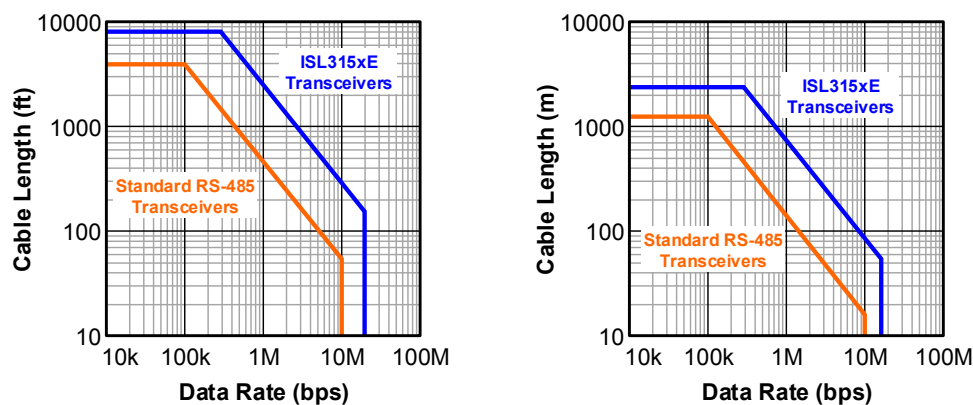 10000
1000
100
10
Cable Length (ft)
ISL315xE
Transceivers
Standard RS-485
Transceivers
10k 100k 1M 10M 100M
Data Rate (bps)
10000
1000
100
10
Cable Length (m)
ISL315xE
Transceivers
Standard RS-485
Transceivers
10k 100k 1M 10M 100M
Data Rate (bps)